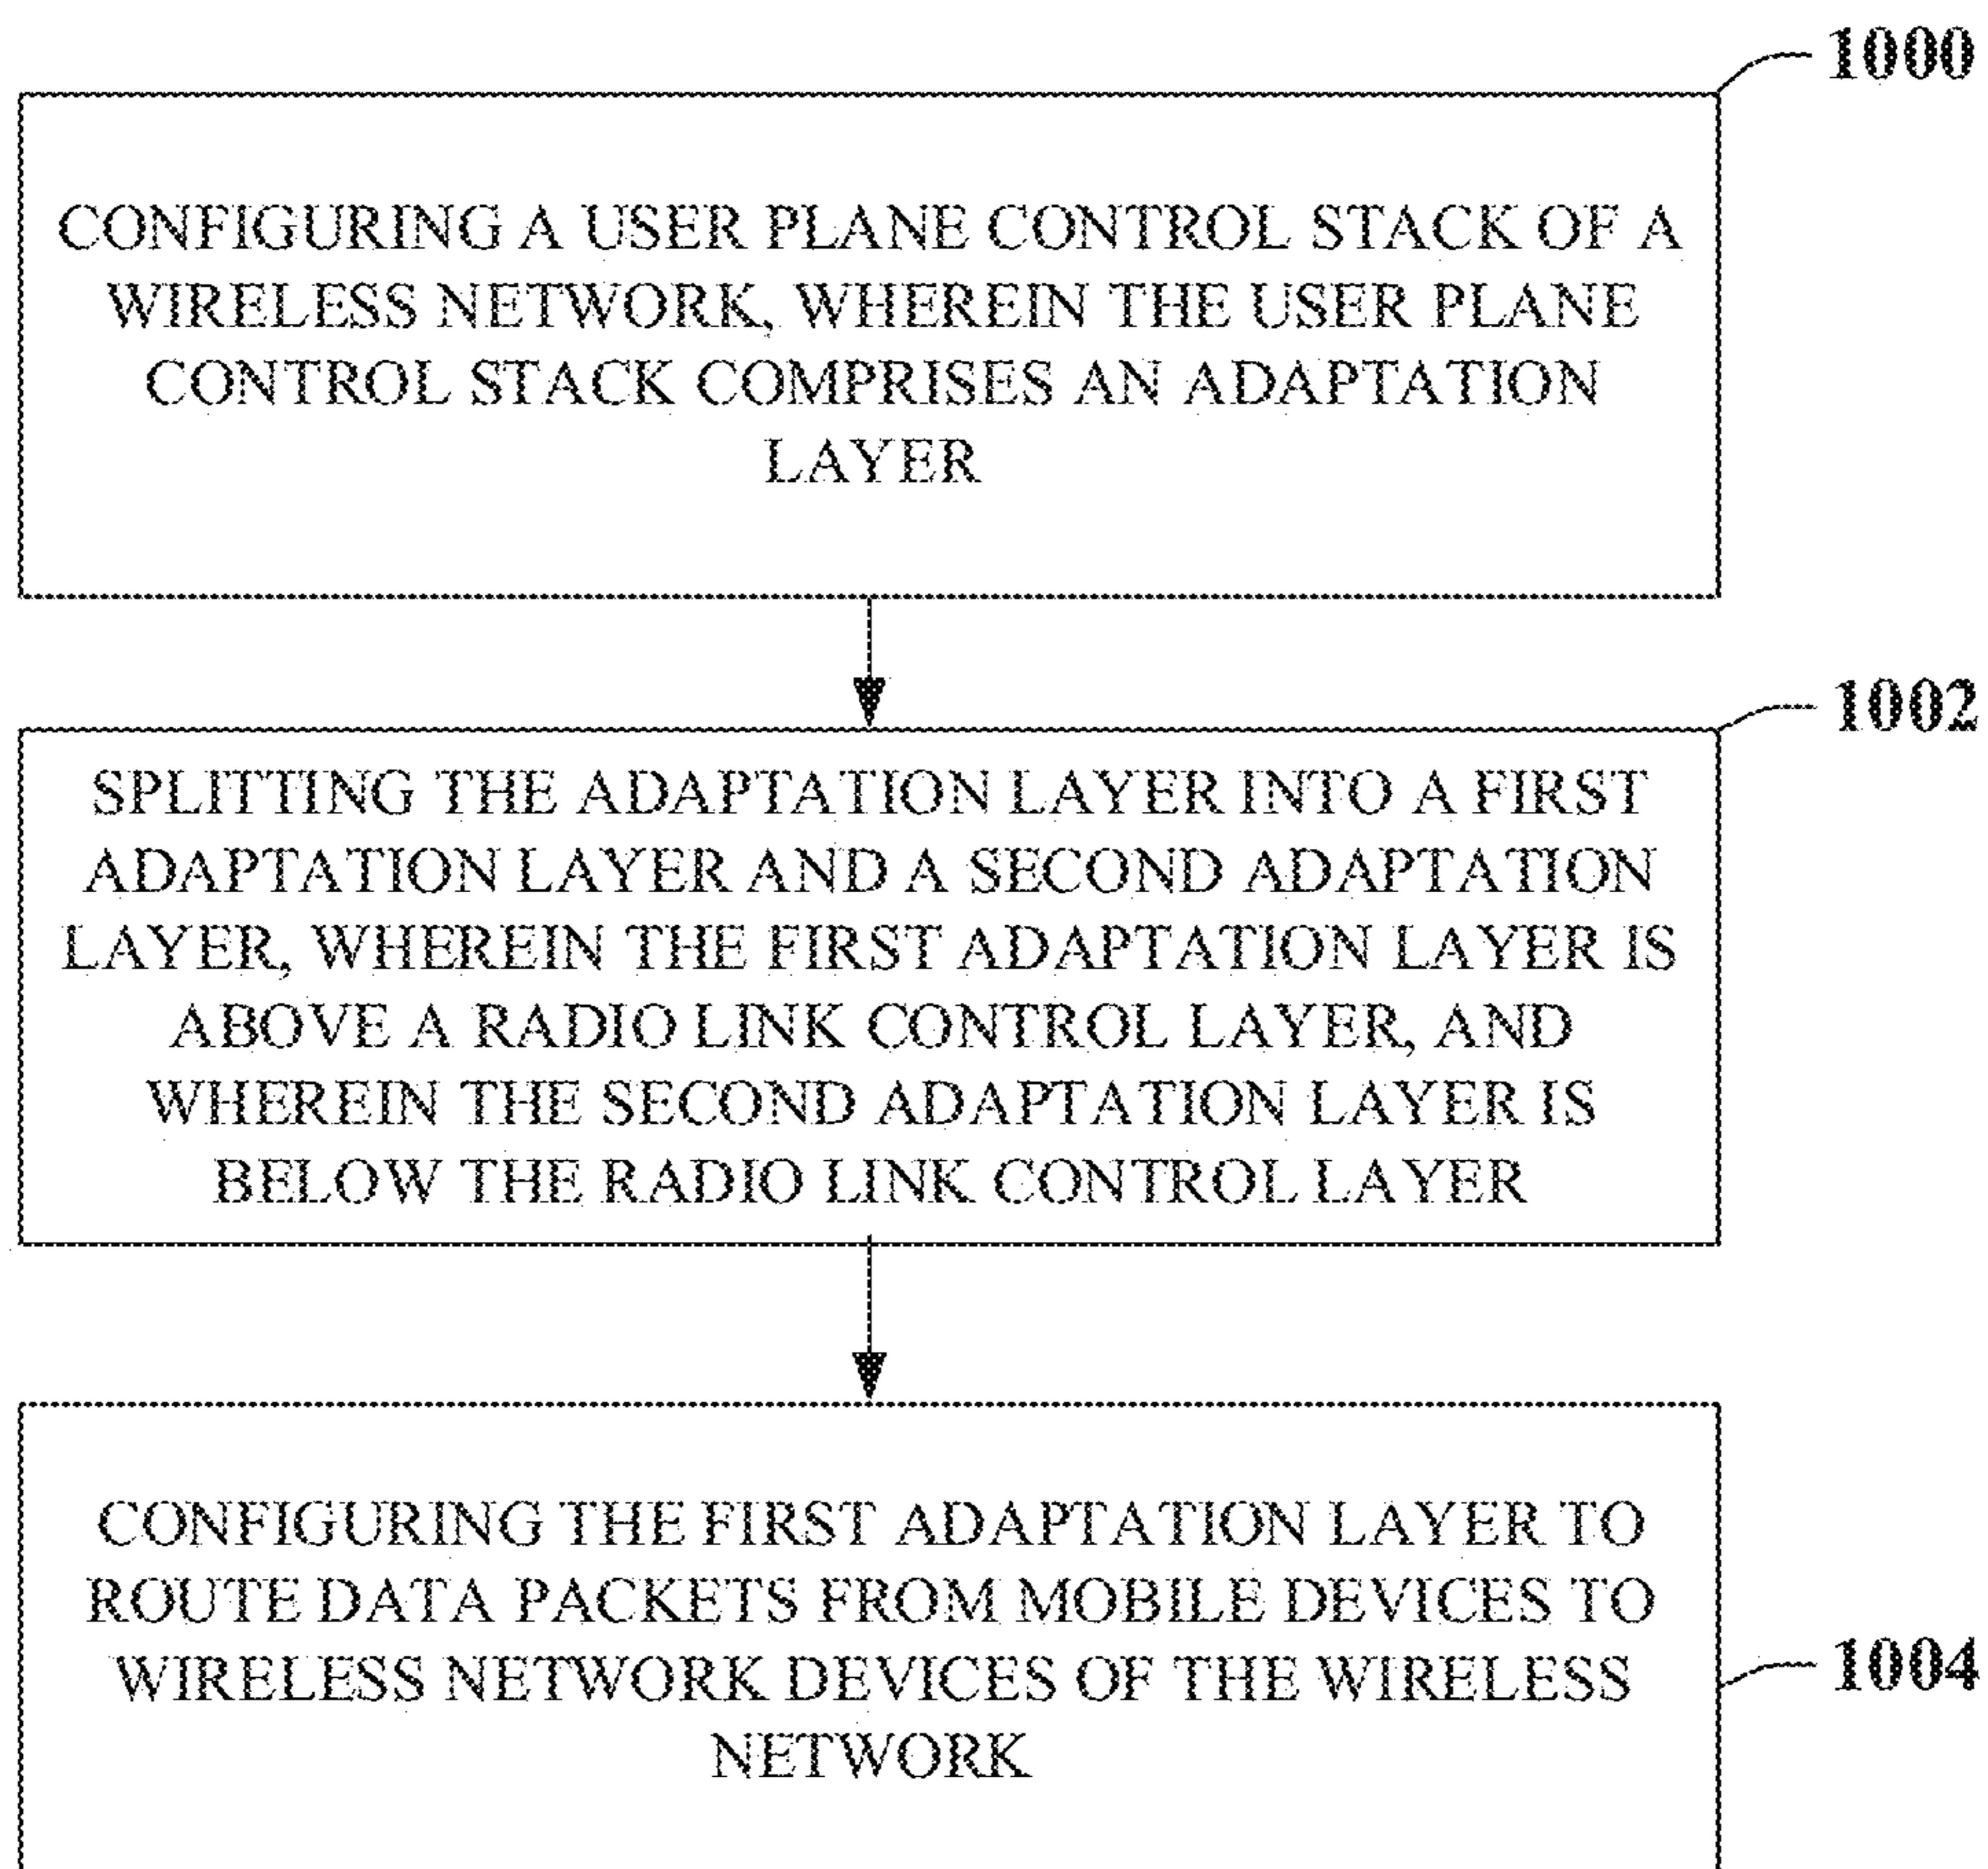 1000
CONFIGURING A USER PLANE CONTROL STACK OF A
WIRELESS NETWORK, WHEREIN THE USER PLANE
CONTROL STACK COMPRISES AN ADAPTATION
LAYER
1002
SPLITTING THE ADAPTATION LAYER INTO A FIRST
ADAPTATION LAYER AND A SECOND ADAPTATION
LAYER, WHEREIN THE FIRST ADAPTATION LAYER IS
ABOVE A RADIO LINK CONTROL LAYER, AND
WHEREIN THE SECOND ADAPTATION LAYER IS
BELOW THE RADIO LINK CONTROL LAYER
CONFIGURING THE FIRST ADAPTATION LAYER TO
ROUTE DATA PACKETS FROM MOBILE DEVICES TO
WIRELESS NETWORK DEVICES OF THE WIRELESS
NETWORK
1004